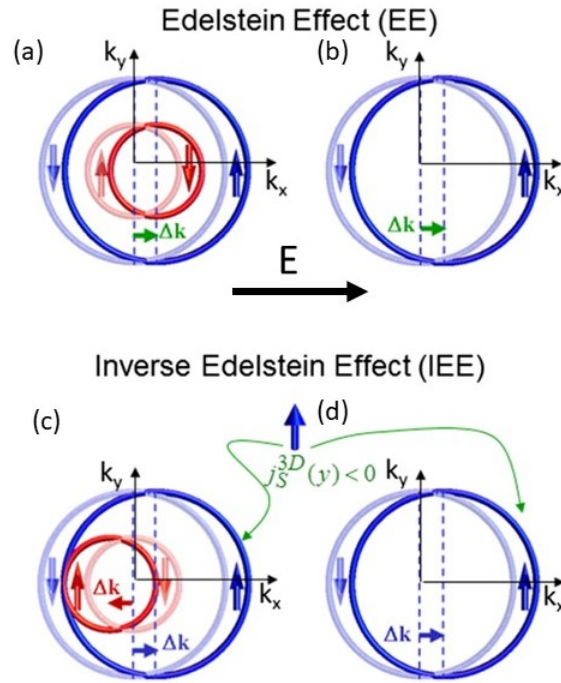 Edelstein Effect (EE)
(a)
(b)
k_y
k_y
k_x
k_x
Δk
Δk
E
Inverse Edelstein Effect (IEE)
(c)
(d)
j_S^{3D}(y)<0
k_y
k_y
Δk
k_x
k_x
Δk
Δk